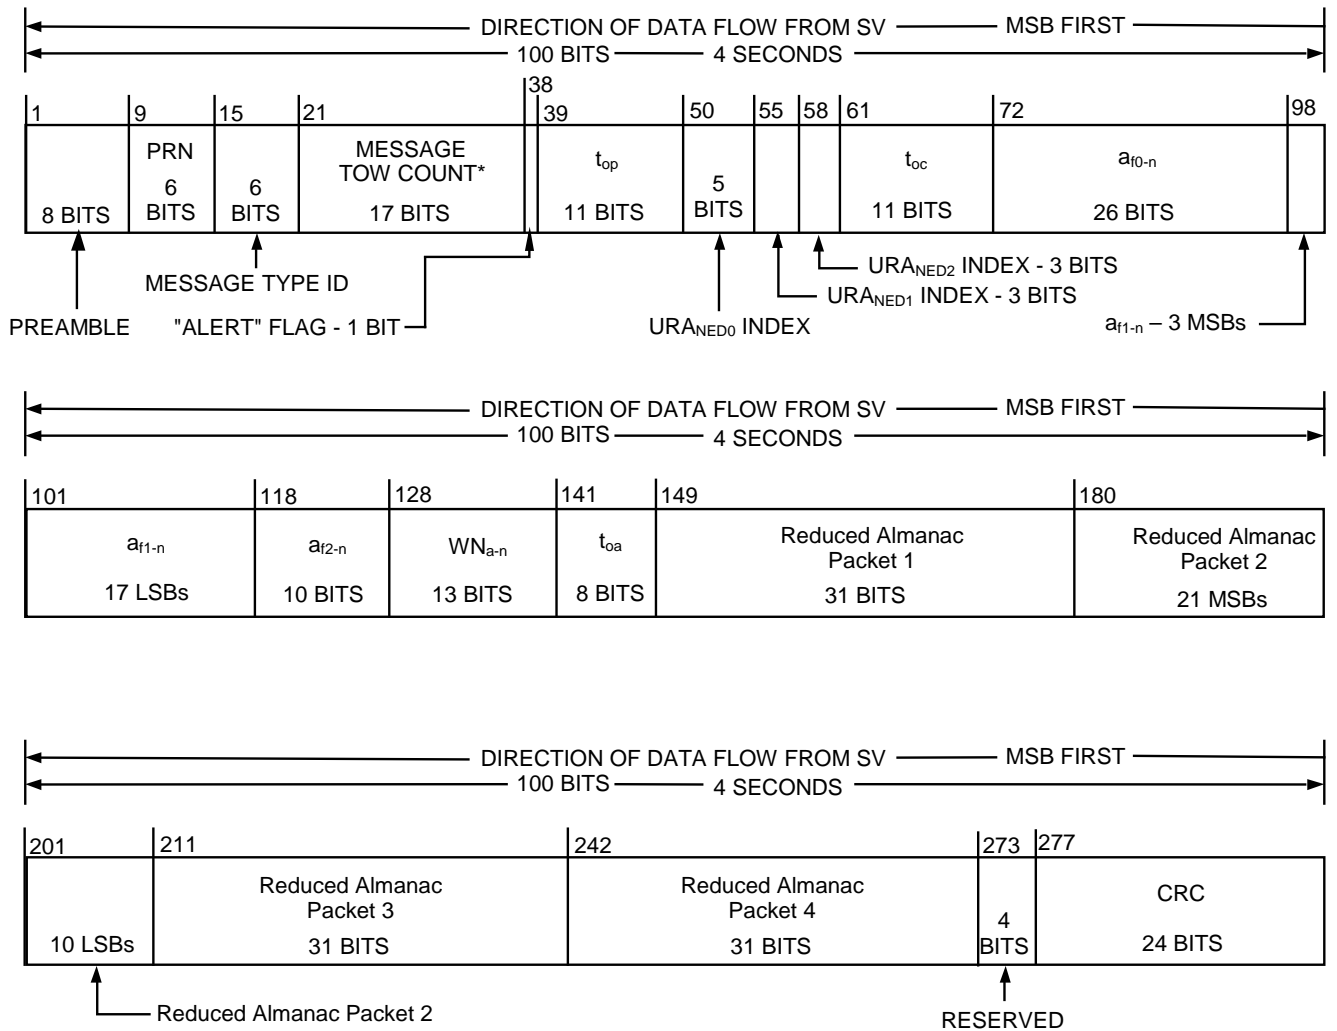 DIRECTION OF DATA FLOW FROM SV MSB FIRST
100 BITS 4 SECONDS
38
1 9 15 21 39 50 55 58 61 72 98
PRN
6
BITS
MESSAGE
TOW COUNT*
17 BITS
8 BITS
6
BITS
top
11 BITS
5
BITS
toc
11 BITS
af0-n
26 BITS
MESSAGE TYPE ID
PREAMBLE
"ALERT" FLAG - 1 BIT
URANED0 INDEX
URANED2 INDEX - 3 BITS
URANED1 INDEX - 3 BITS
af1-n – 3 MSBs
DIRECTION OF DATA FLOW FROM SV MSB FIRST
100 BITS 4 SECONDS
101 118 128 141 149 180
af1-n
17 LSBs
af2-n
10 BITS
WNa-n
13 BITS
toa
8 BITS
Reduced Almanac
Packet 1
31 BITS
Reduced Almanac
Packet 2
21 MSBs
DIRECTION OF DATA FLOW FROM SV MSB FIRST
100 BITS 4 SECONDS
201 211 242 273 277
10 LSBs
Reduced Almanac
Packet 3
31 BITS
Reduced Almanac
Packet 4
31 BITS
4
BITS
CRC
24 BITS
Reduced Almanac Packet 2
RESERVED